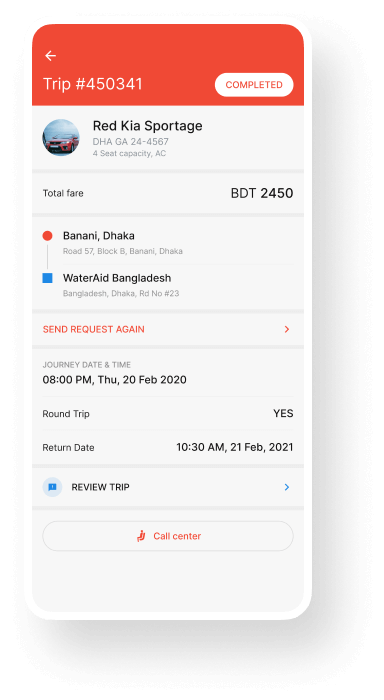 Trip #450341
COMPLETED
Red Kia Sportage
DHA GA 24-4567
4 Seat capacity, AC
Total fare
BDT 2450
Banani, Dhaka
Road 57, Block B, Banani, Dhaka
WaterAid Bangladesh
Bangladesh, Dhaka, Rd No #23
SEND REQUEST AGAIN
JOURNEY DATE & TIME
08:00 PM, Thu, 20 Feb 2020
Round Trip
YES
Return Date
10:30 AM, 21 Feb, 2021
REVIEW TRIP
Call center